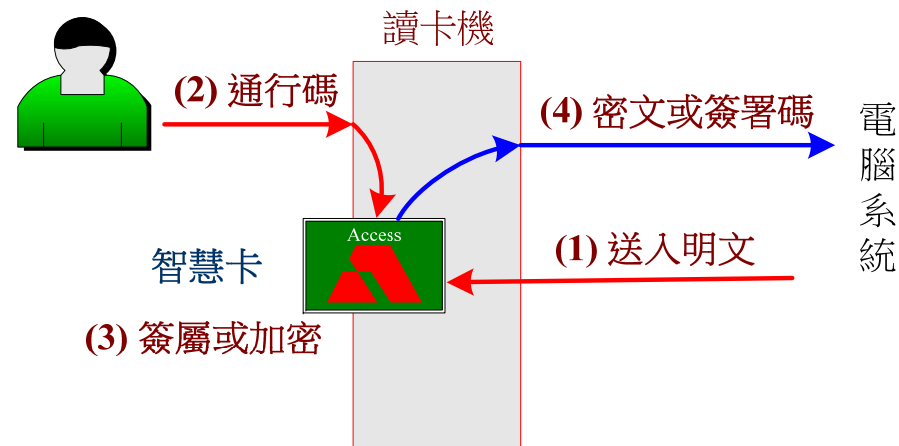 讀卡機
(2) 通行碼
(4) 密文或簽署碼
電腦系統
Access
(1) 送入明文
智慧卡
(3) 簽屬或加密